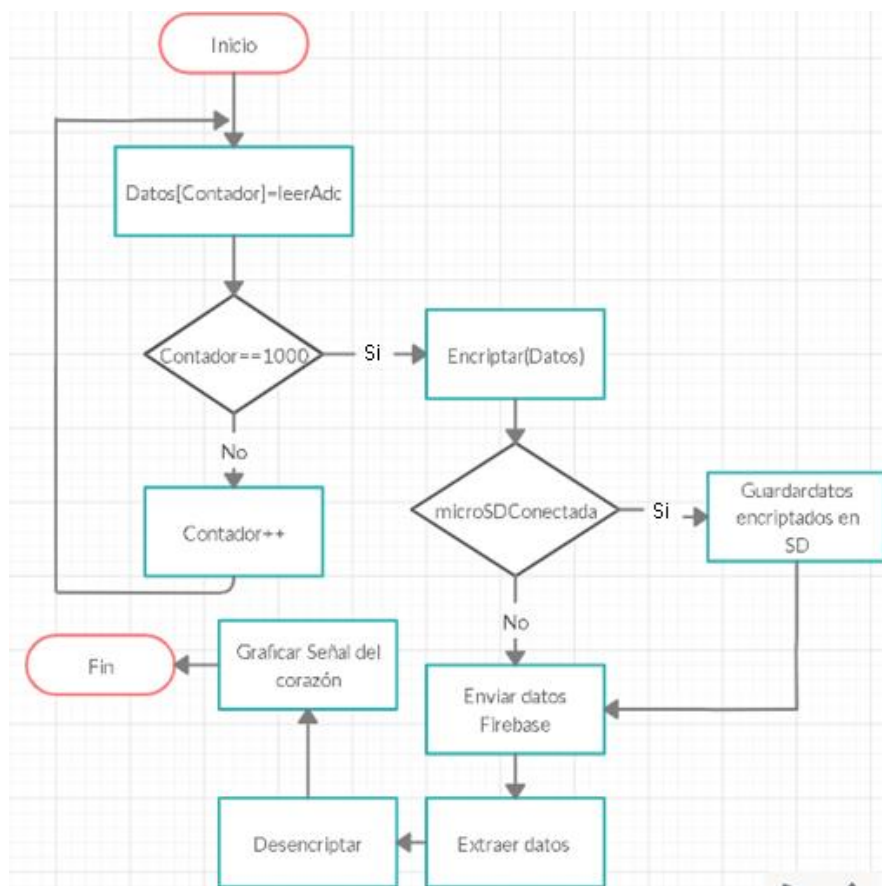 Inicio
Datos[Contador]=leerAdc
Contador==1000
Si
Encriptar(Datos)
No
Contador++
microSDConectada
Si
Guardardatos
encriptados en
SD
No
Graficar Señal del
corazón
Fin
Enviar datos
Firebase
Desencriptar
Extraer datos